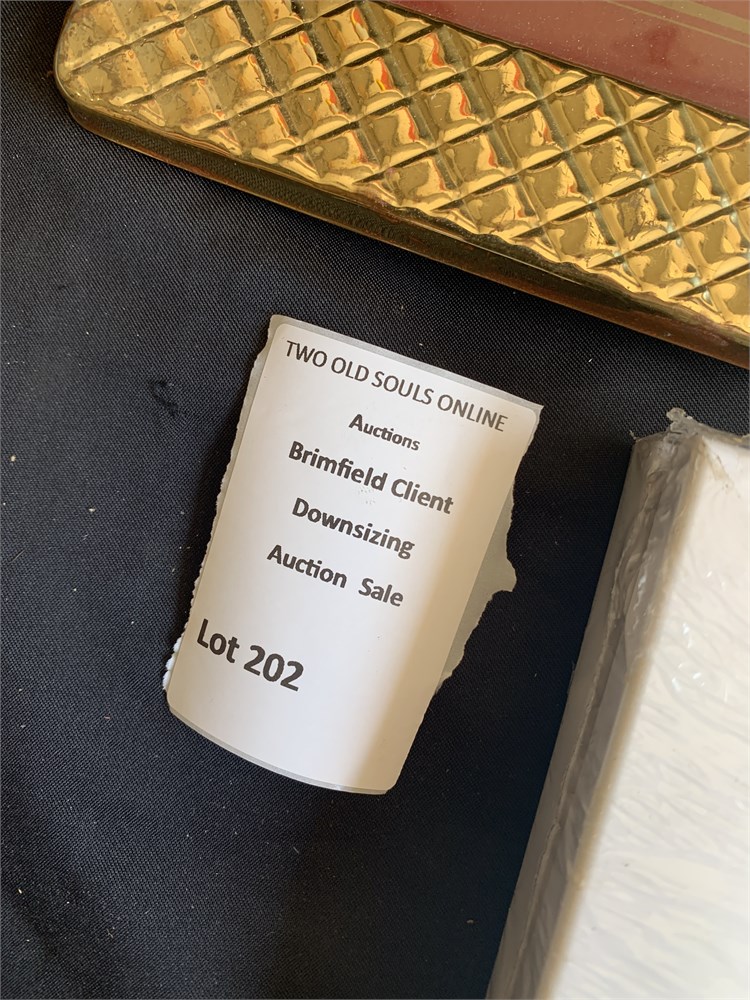 TWO OLD SOULS ONLINE
Auctions
Brimfield Client
Downsizing
Auction Sale
Lot 202